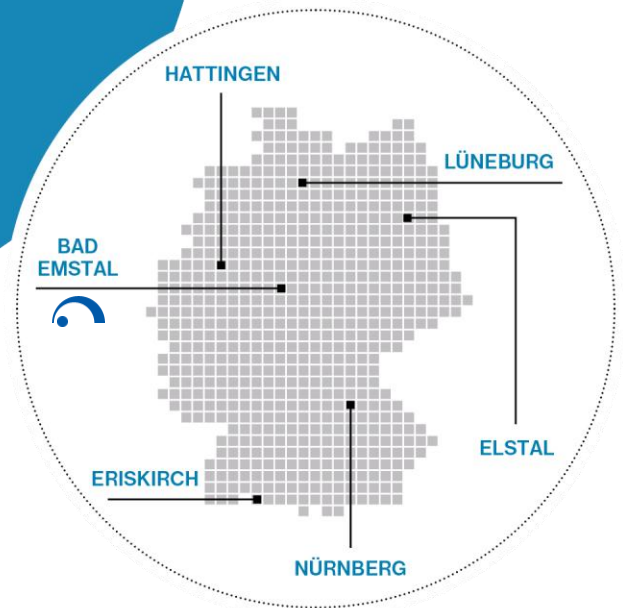 HATTINGEN
LÜNEBURG
BAD
EMSTAL
ELSTAL
ERISKIRCH
NÜRNBERG